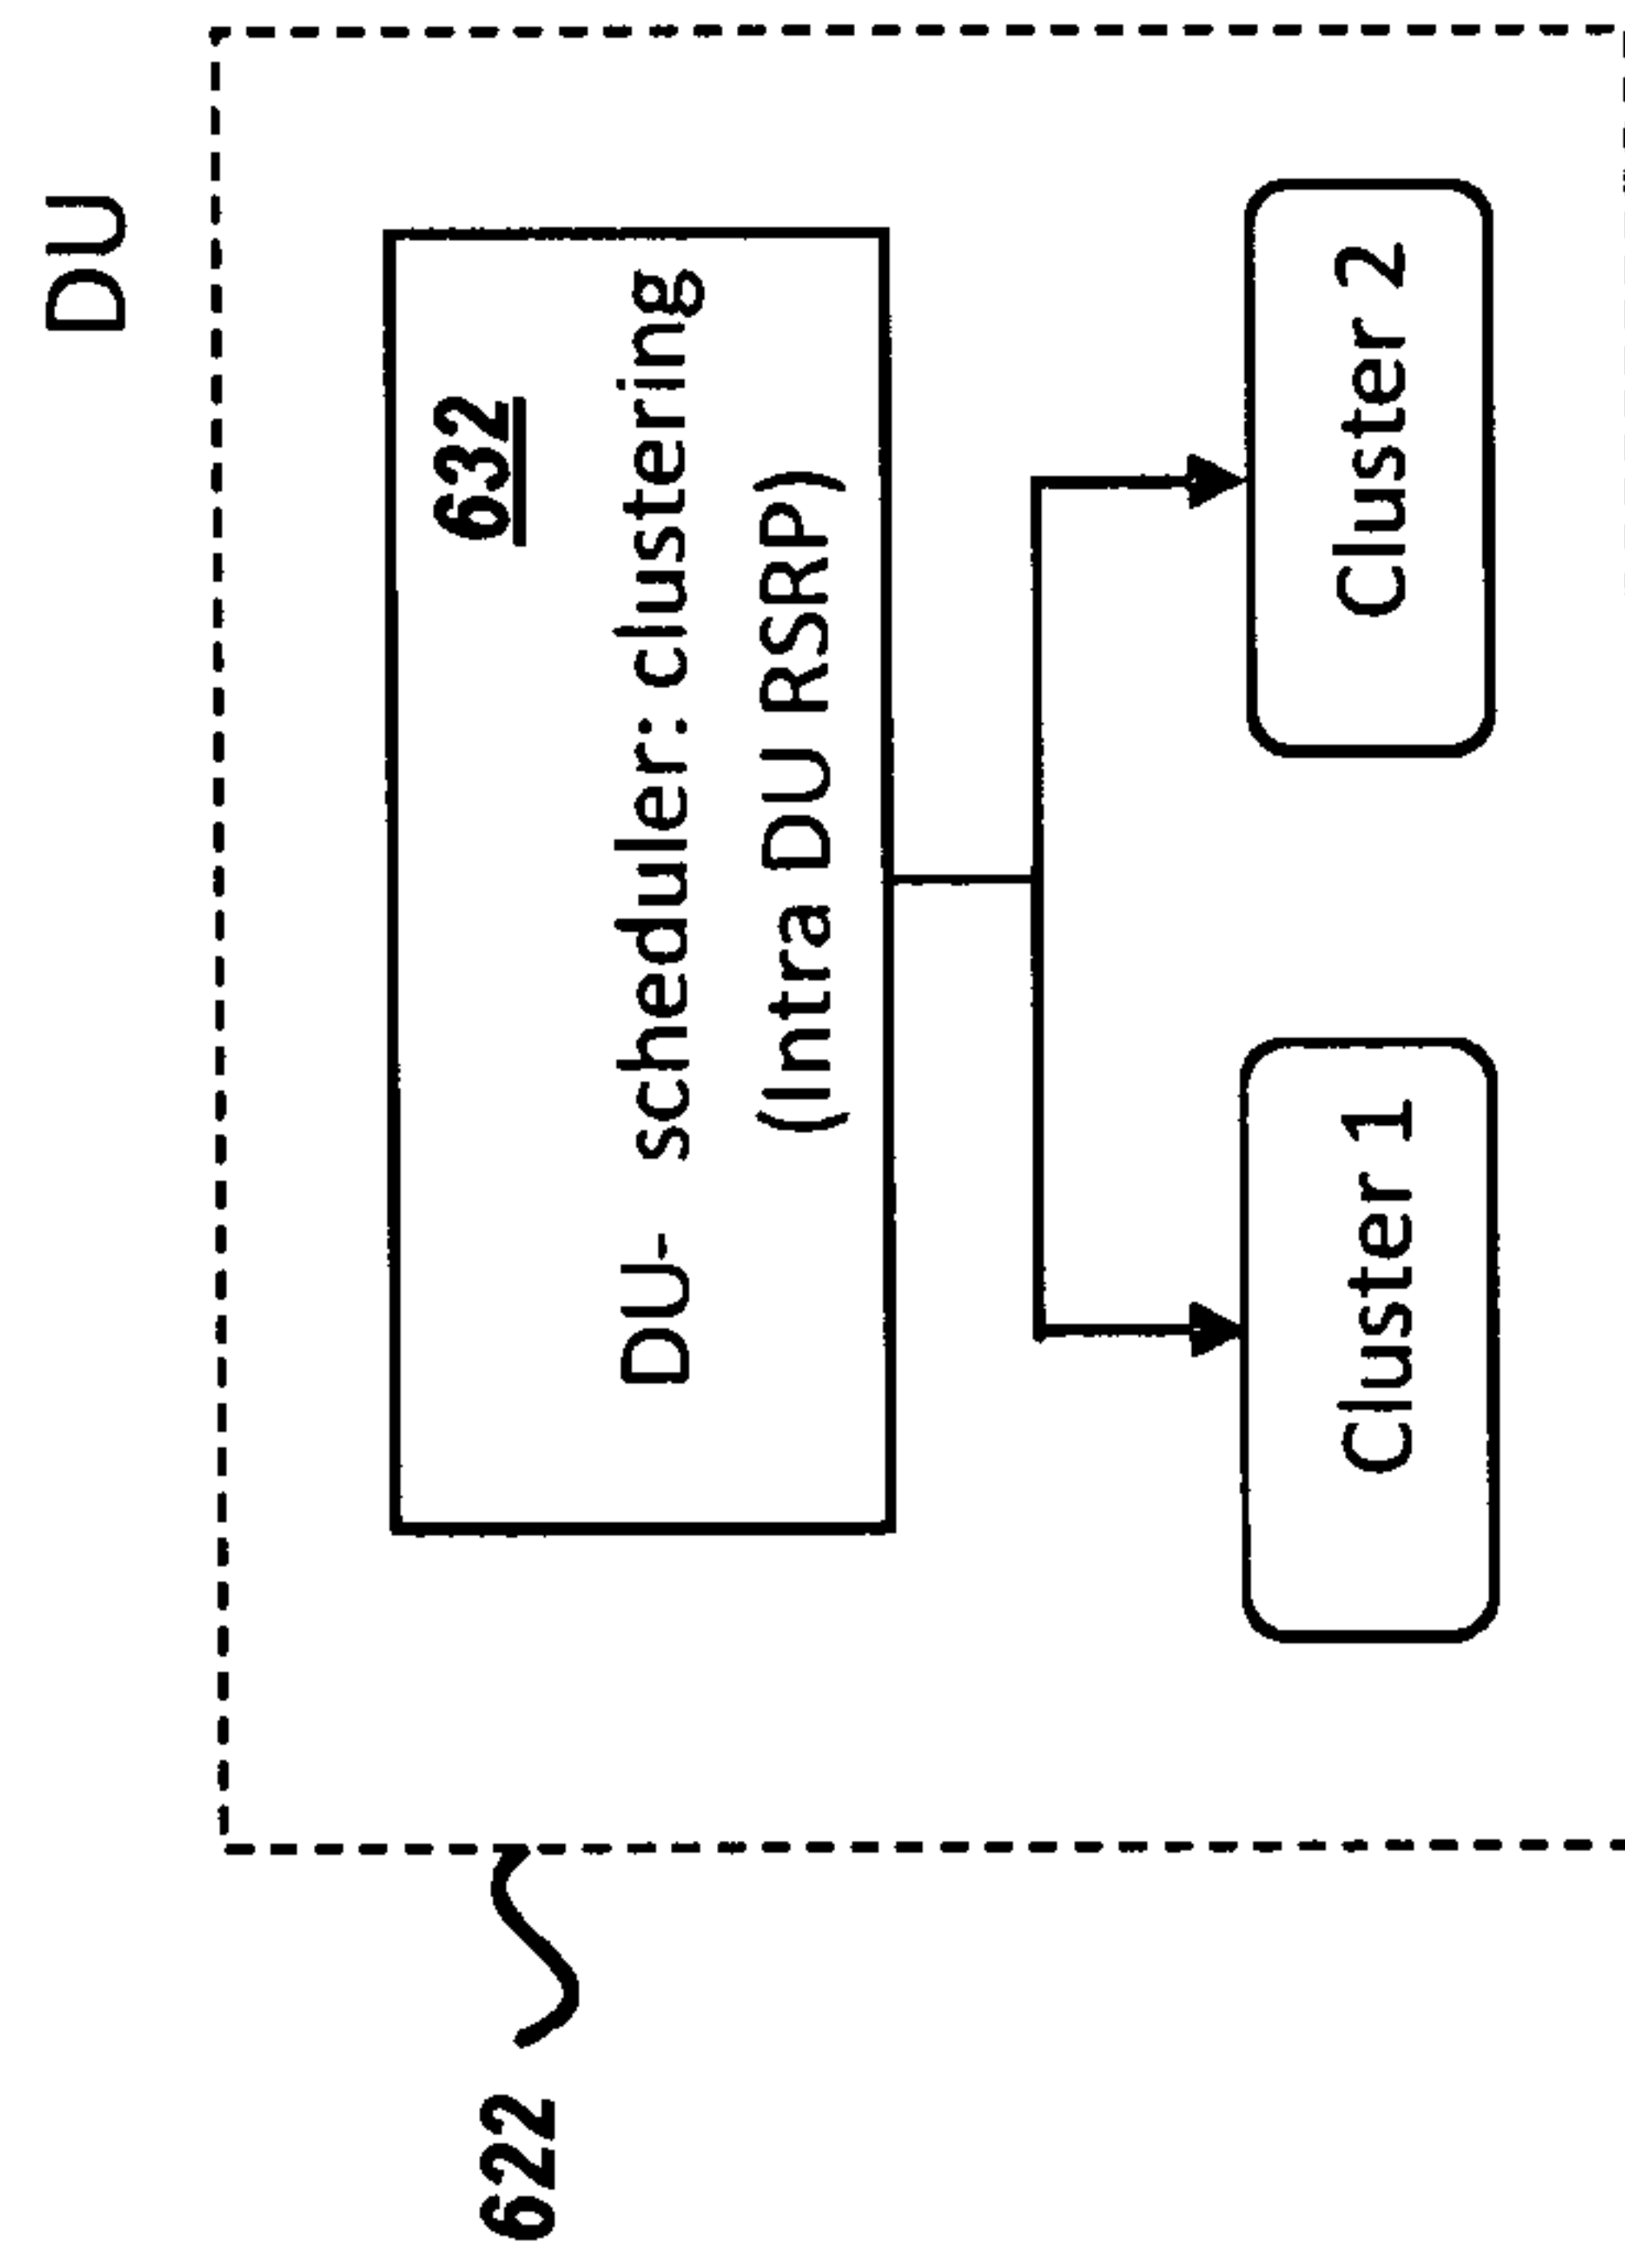 DU
622
632
DU- scheduler: clustering
(Intra DU RSRP)
Cluster 1
Cluster 2